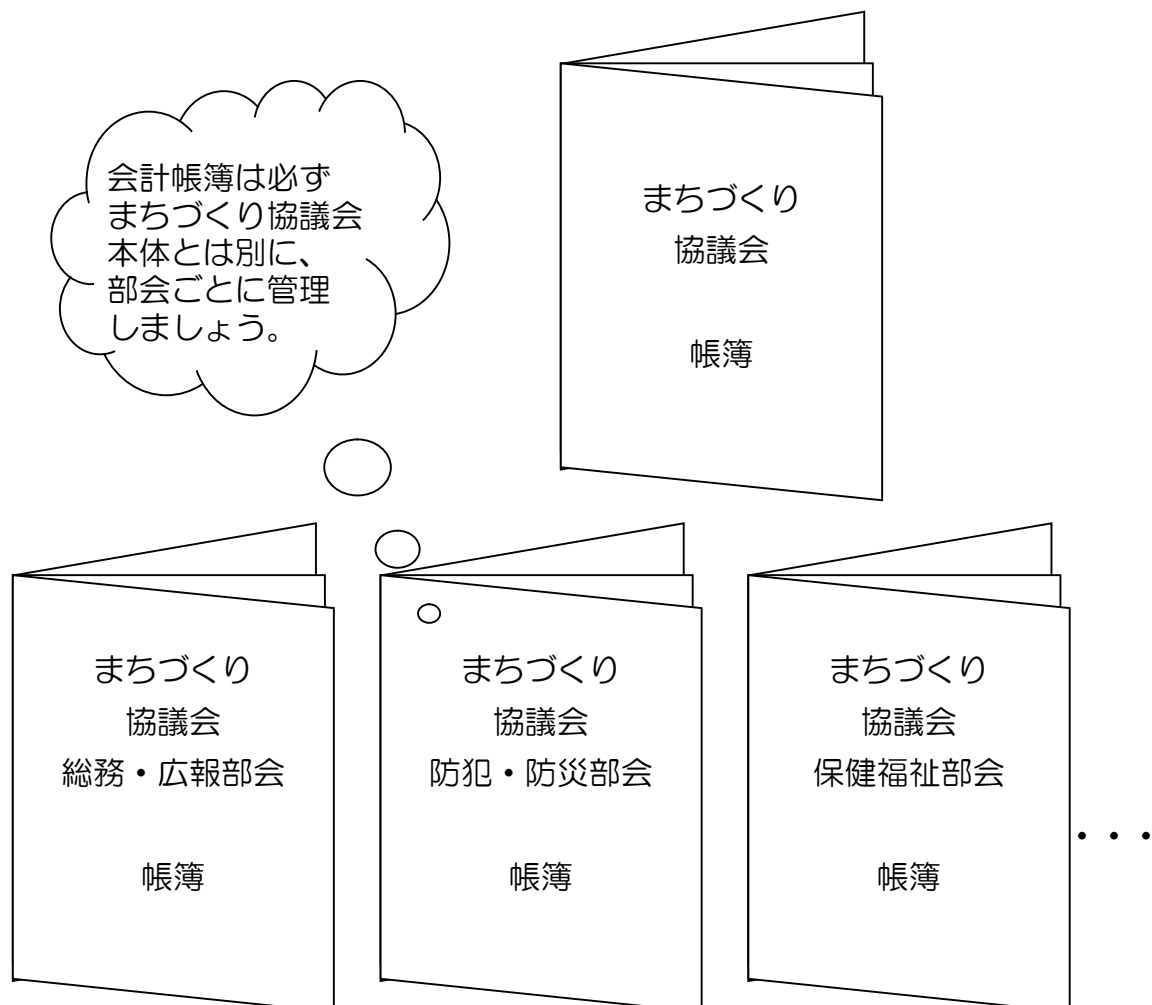 会計帳簿は必ず
まちづくり協議会
本体とは別に、
部会ごとに管理
しましょう。
まちづくり
協議会
帳簿
まちづくり
協議会
総務・広報部会
帳簿
まちづくり
協議会
防犯・防災部会
帳簿
まちづくり
協議会
保健福祉部会
帳簿
・・・